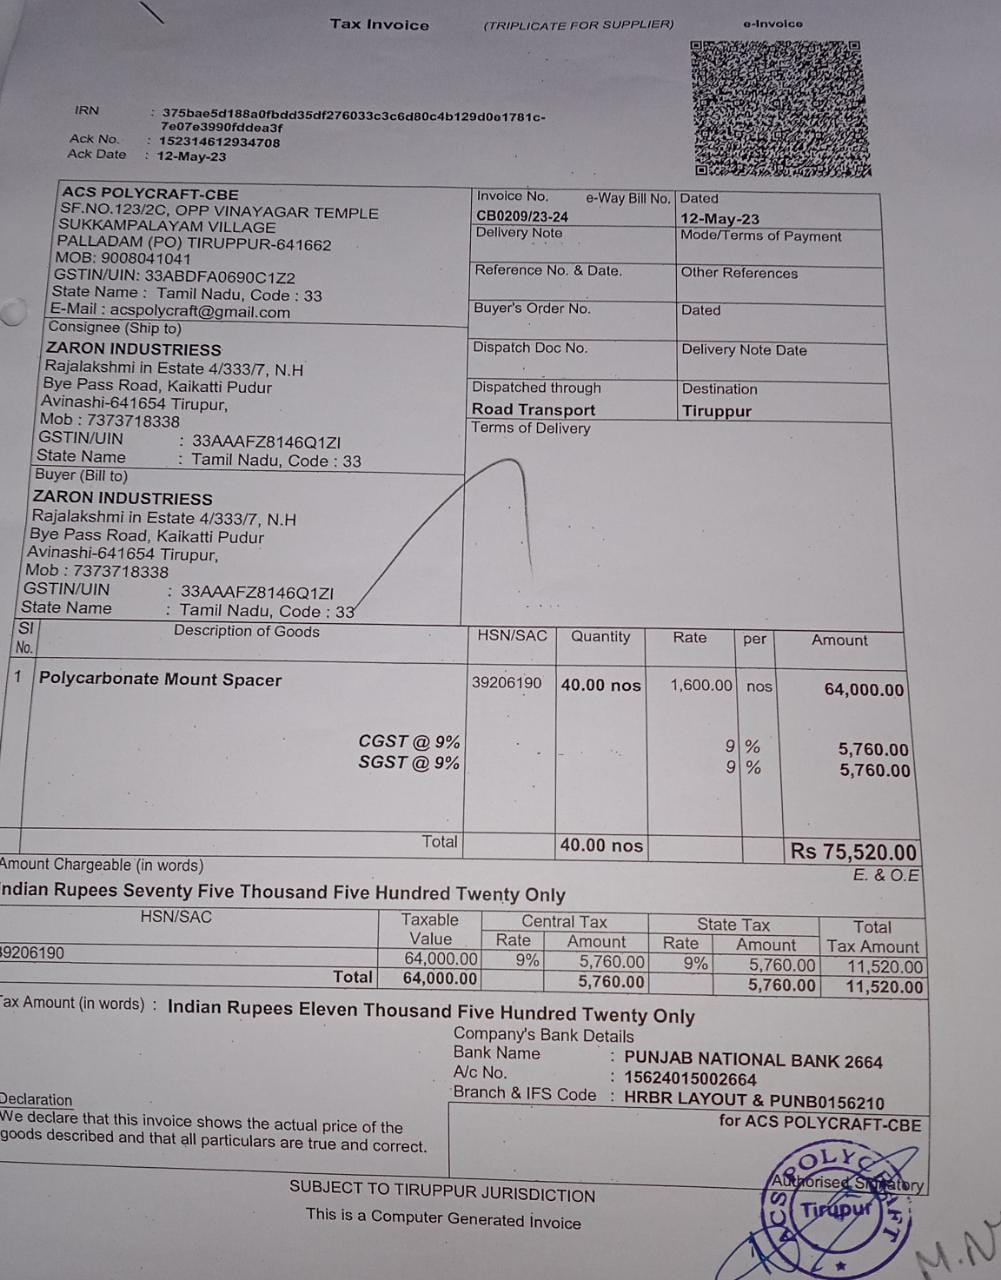 Tax Invoice (TRIPLICATE FOR SUPPLIER) e-Invoice
IRN : 375bae5d188a0fbdd35df276033c3c6d80c4b129d0e1781c-
7e07e3990fddea3f
Ack No. : 152314612934708
Ack Date : 12-May-23
ACS POLYCRAFT-CBE
SF.NO.123/2C, OPP VINAYAGAR TEMPLE
SUKKAMPALAYAM VILLAGE
PALLADAM (PO) TIRUPPUR-641662
MOB: 9008041041
GSTIN/UIN: 33ABDFA0690C1Z2
State Name : Tamil Nadu, Code : 33
E-Mail : acspolycraft@gmail.com
Invoice No. e-Way Bill No. Dated
CB0209/23-24 12-May-23
Delivery Note Mode/Terms of Payment
Reference No. & Date. Other References
Buyer's Order No. Dated
Dispatch Doc No. Delivery Note Date
Dispatched through Destination
Road Transport Tiruppur
Terms of Delivery
Consignee (Ship to)
ZARON INDUSTRIESS
Rajalakshmi in Estate 4/333/7, N.H
Bye Pass Road, Kaikatti Pudur
Avinashi-641654 Tirupur,
Mob : 7373718338
GSTIN/UIN : 33AAAFZ8146Q1ZI
State Name : Tamil Nadu, Code : 33
Buyer (Bill to)
ZARON INDUSTRIESS
Rajalakshmi in Estate 4/333/7, N.H
Bye Pass Road, Kaikatti Pudur
Avinashi-641654 Tirupur,
Mob : 7373718338
GSTIN/UIN : 33AAAFZ8146Q1ZI
State Name : Tamil Nadu, Code : 33
Sl No. Description of Goods HSN/SAC Quantity Rate per Amount
1 Polycarbonate Mount Spacer 39206190 40.00 nos 1,600.00 nos 64,000.00
CGST @ 9% 9 % 5,760.00
SGST @ 9% 9 % 5,760.00
Total 40.00 nos Rs 75,520.00
Amount Chargeable (in words) E. & O.E
Indian Rupees Seventy Five Thousand Five Hundred Twenty Only
HSN/SAC Taxable Value Central Tax State Tax Total Tax Amount
Rate Amount Rate Amount
39206190 64,000.00 9% 5,760.00 9% 5,760.00 11,520.00
Total 64,000.00 5,760.00 5,760.00 11,520.00
Tax Amount (in words) : Indian Rupees Eleven Thousand Five Hundred Twenty Only
Company's Bank Details
Bank Name : PUNJAB NATIONAL BANK 2664
A/c No. : 15624015002664
Branch & IFS Code : HRBR LAYOUT & PUNB0156210
Declaration
We declare that this invoice shows the actual price of the
goods described and that all particulars are true and correct.
for ACS POLYCRAFT-CBE
Authorised Signatory
ACS POLYCRAFT
Tirupur
SUBJECT TO TIRUPPUR JURISDICTION
This is a Computer Generated Invoice